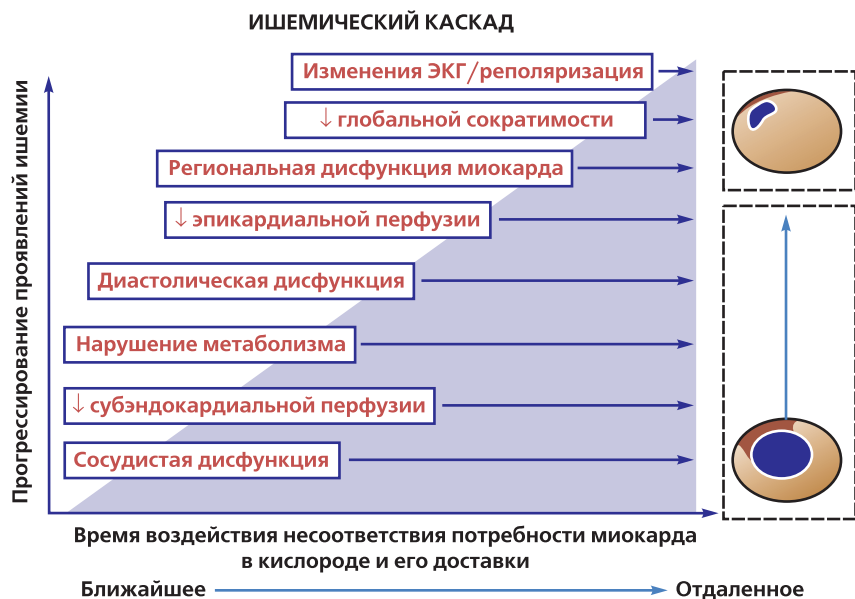 ИШЕМИЧЕСКИЙ КАСКАД
Изменения ЭКГ/реполяризация
↓ глобальной сократимости
Региональная дисфункция миокарда
↓ эпикардиальной перфузии
Диастолическая дисфункция
Нарушение метаболизма
↓ субэндокардиальной перфузии
Сосудистая дисфункция
Прогрессирование проявлений ишемии
Время воздействия несоответствия потребности миокарда
в кислороде и его доставки
Ближайшее
Отдаленное